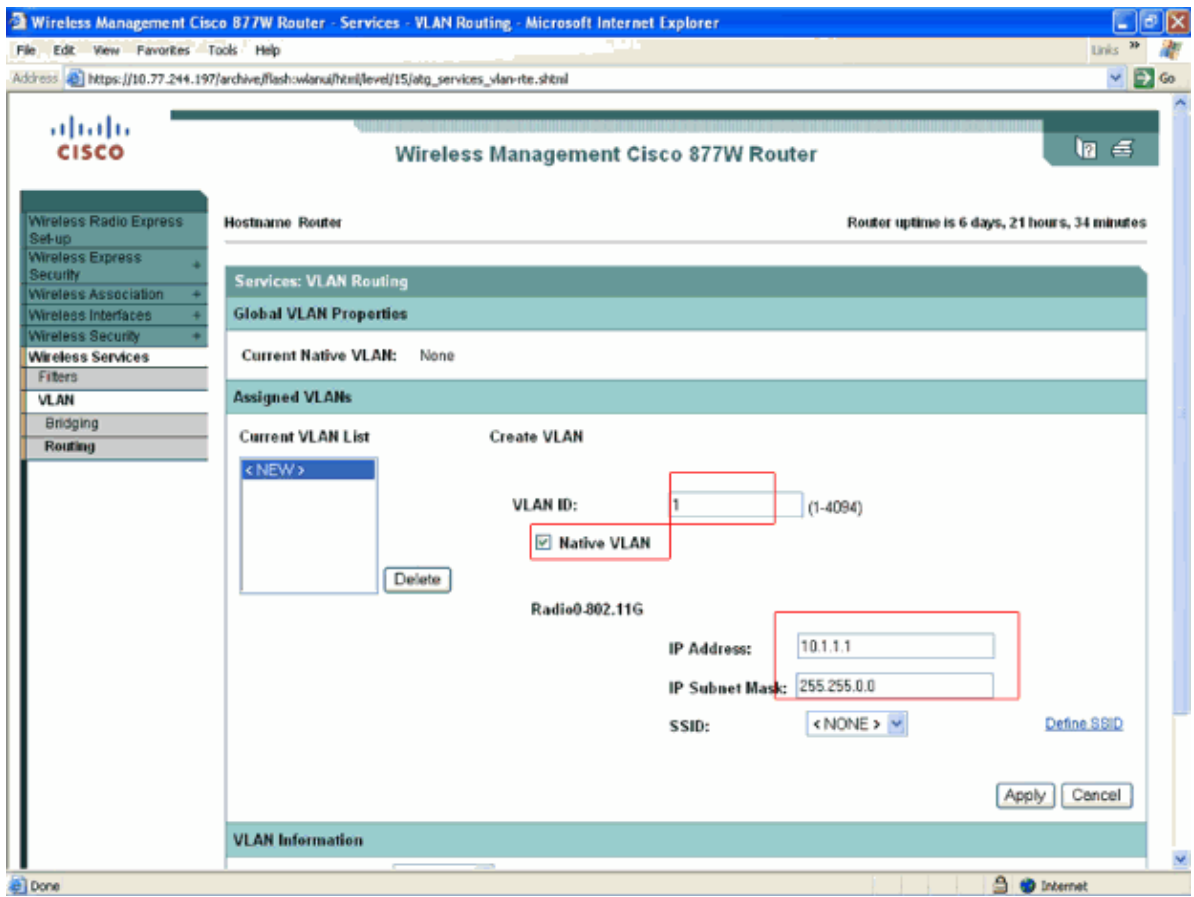 Wireless Management Cisco 877W Router - Services - VLAN Routing - Microsoft Internet Explorer
File Edit View Favorites Tools Help Links »
Address https://10.77.244.197/archive/flash:wlanui/html/level/15/atg_services_vlan-rte.shtml Go
CISCO
Wireless Management Cisco 877W Router
Hostname Router Router uptime is 6 days, 21 hours, 34 minutes
Wireless Radio Express
Set-up
Wireless Express
Security +
Wireless Association +
Wireless Interfaces +
Wireless Security +
Wireless Services
Filters
VLAN
Bridging
Routing
Services: VLAN Routing
Global VLAN Properties
Current Native VLAN: None
Assigned VLANs
Current VLAN List Create VLAN
< NEW >
Delete
VLAN ID: 1 (1-4094)
Native VLAN
Radio0-802.11G
IP Address: 10.1.1.1
IP Subnet Mask: 255.255.0.0
SSID: < NONE > Define SSID
Apply Cancel
VLAN Information
Done Internet